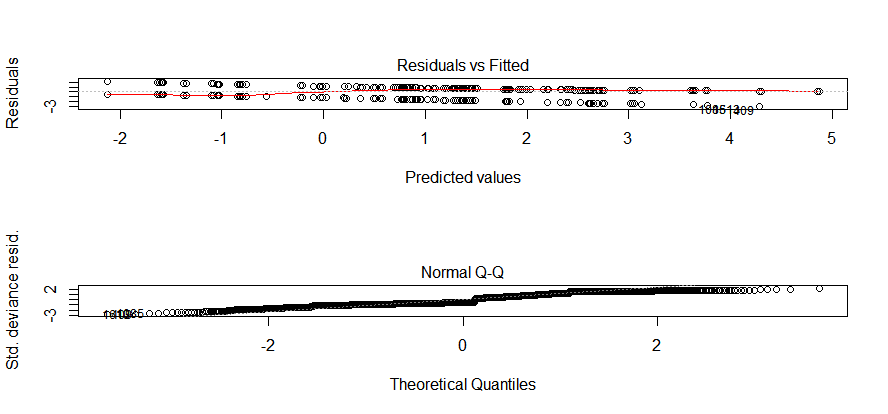 Residuals vs Fitted
Residuals
-3
-2 -1 0 1 2 3 4 5
Predicted values
Normal Q-Q
Std. deviance resid.
2
-3
-2 0 2
Theoretical Quantiles